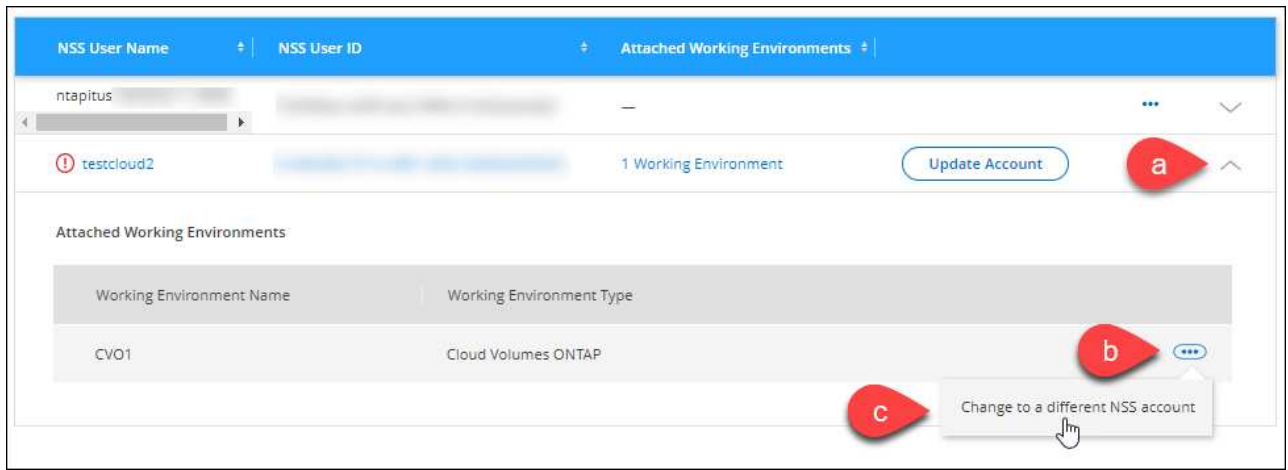 NSS User Name NSS User ID Attached Working Environments
ntapitus — •••
testcloud2 1 Working Environment Update Account a
Attached Working Environments
Working Environment Name Working Environment Type
CVO1 Cloud Volumes ONTAP b •••
c Change to a different NSS account